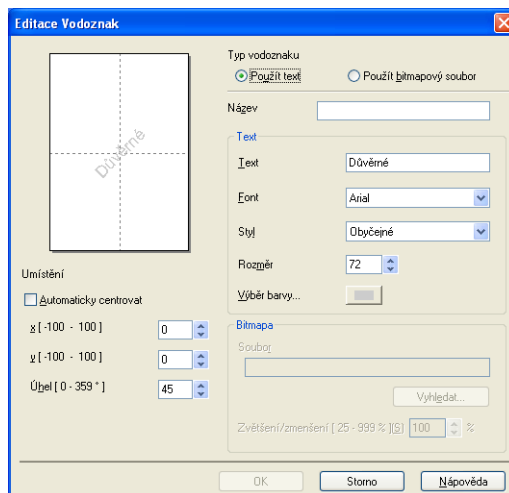 Editace Vodoznak
Důvěrné
Umístění
Automaticky centrovat
x [ -100 - 100 ] 0
y [ -100 - 100 ] 0
Úhel [ 0 - 359 ° ] 45
Typ vodoznaku
Použít text Použít bitmapový soubor
Název
Text
Text Důvěrné
Font Arial
Styl Obyčejné
Rozměr 72
Výběr barvy...
Bitmapa
Soubor
Vyhledat...
Zvětšení/zmenšení [ 25 - 999 % ](S) 100 %
OK Storno Nápověda